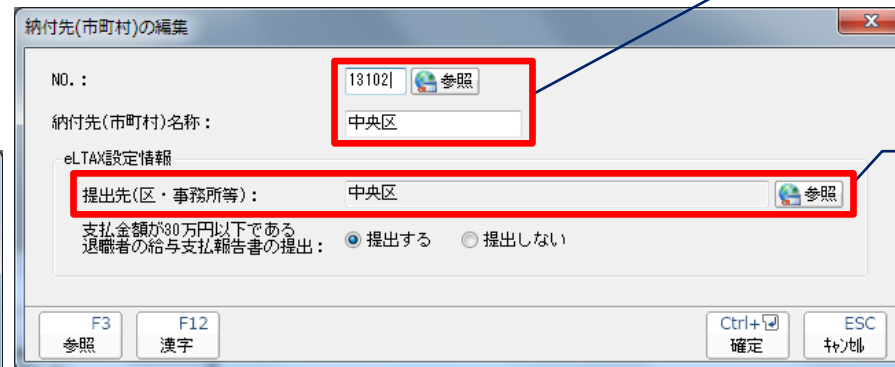 納付先(市町村)の編集
NO.: 13102 参照
納付先(市町村)名称: 中央区
eLTAX設定情報
提出先(区・事務所等): 中央区 参照
支払金額が30万円以下である
退職者の給与支払報告書の提出: 提出する 提出しない
F3 F12 Ctrl+ ESC
参照 漢字 確定 ｷｬﾝｾﾙ